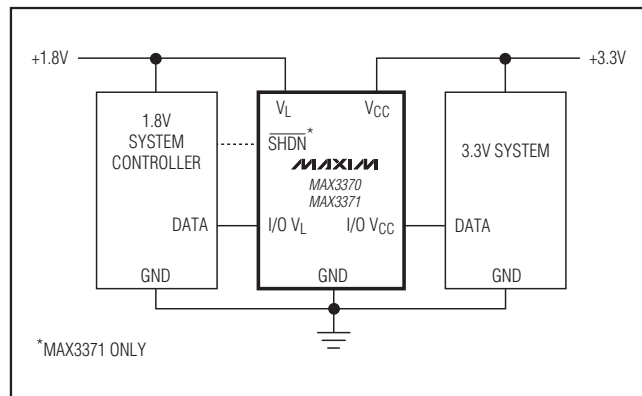 +1.8V
+3.3V
1.8V
SYSTEM
CONTROLLER
DATA
GND
VL
VCC
SHDN*
MAXIM
MAX3370
MAX3371
I/O VL
I/O VCC
GND
3.3V SYSTEM
DATA
GND
*MAX3371 ONLY